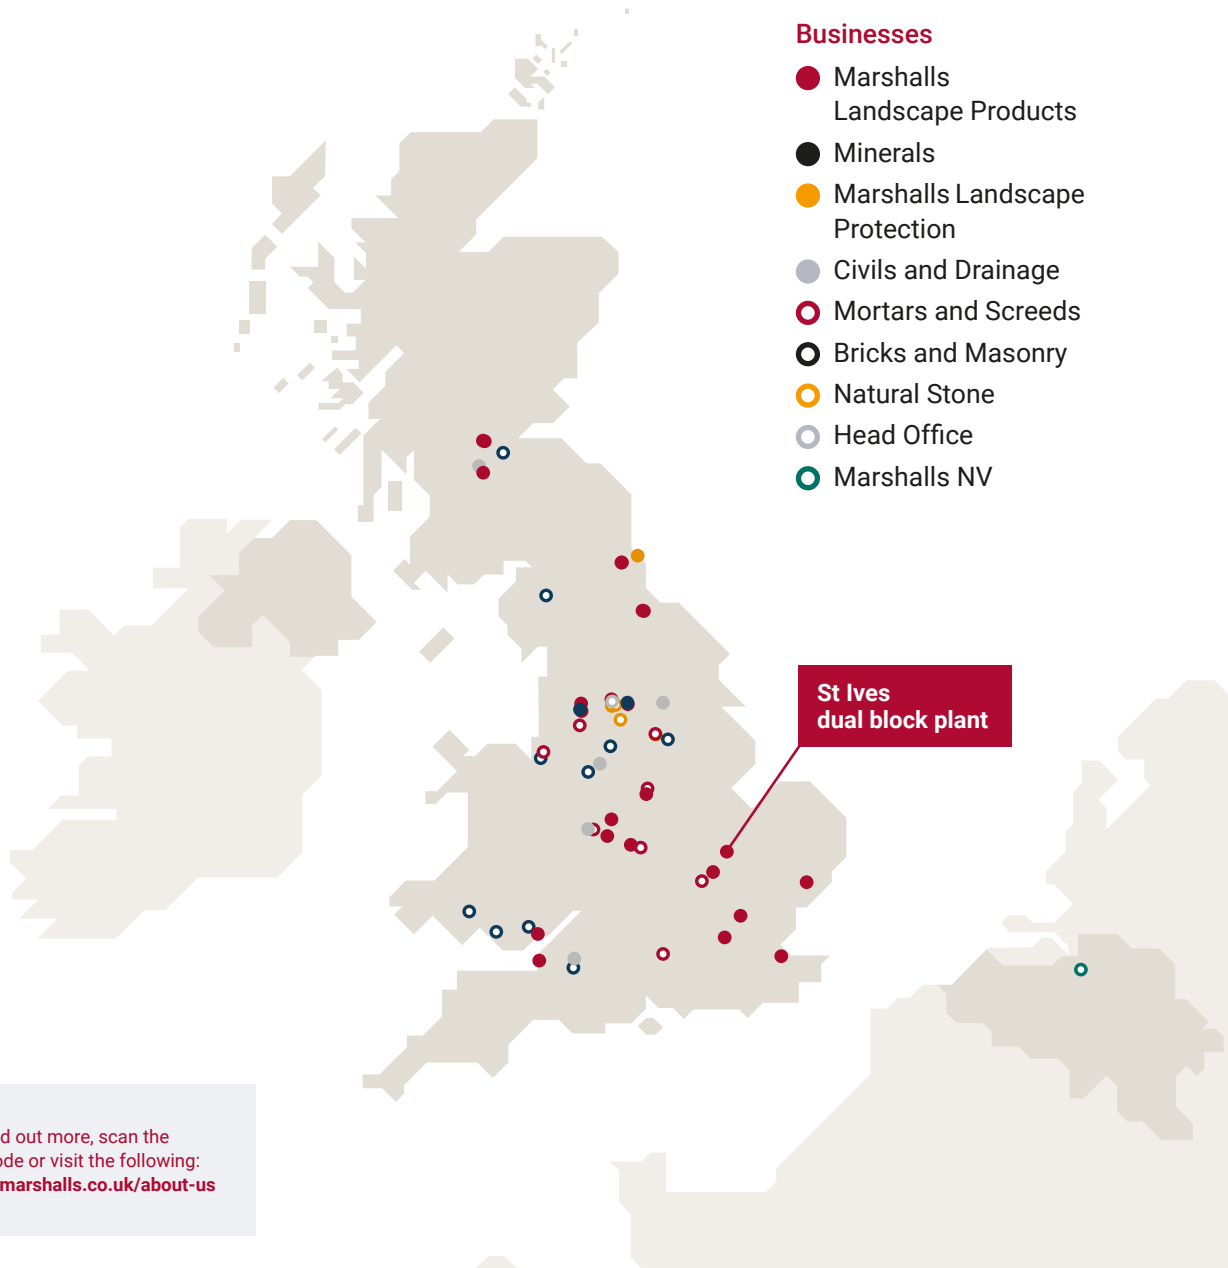 Businesses
Marshalls
Landscape Products
Minerals
Marshalls Landscape
Protection
Civils and Drainage
Mortars and Screeds
Bricks and Masonry
Natural Stone
Head Office
Marshalls NV
St Ives
dual block plant
d out more, scan the
ode or visit the following:
marshalls.co.uk/about-us